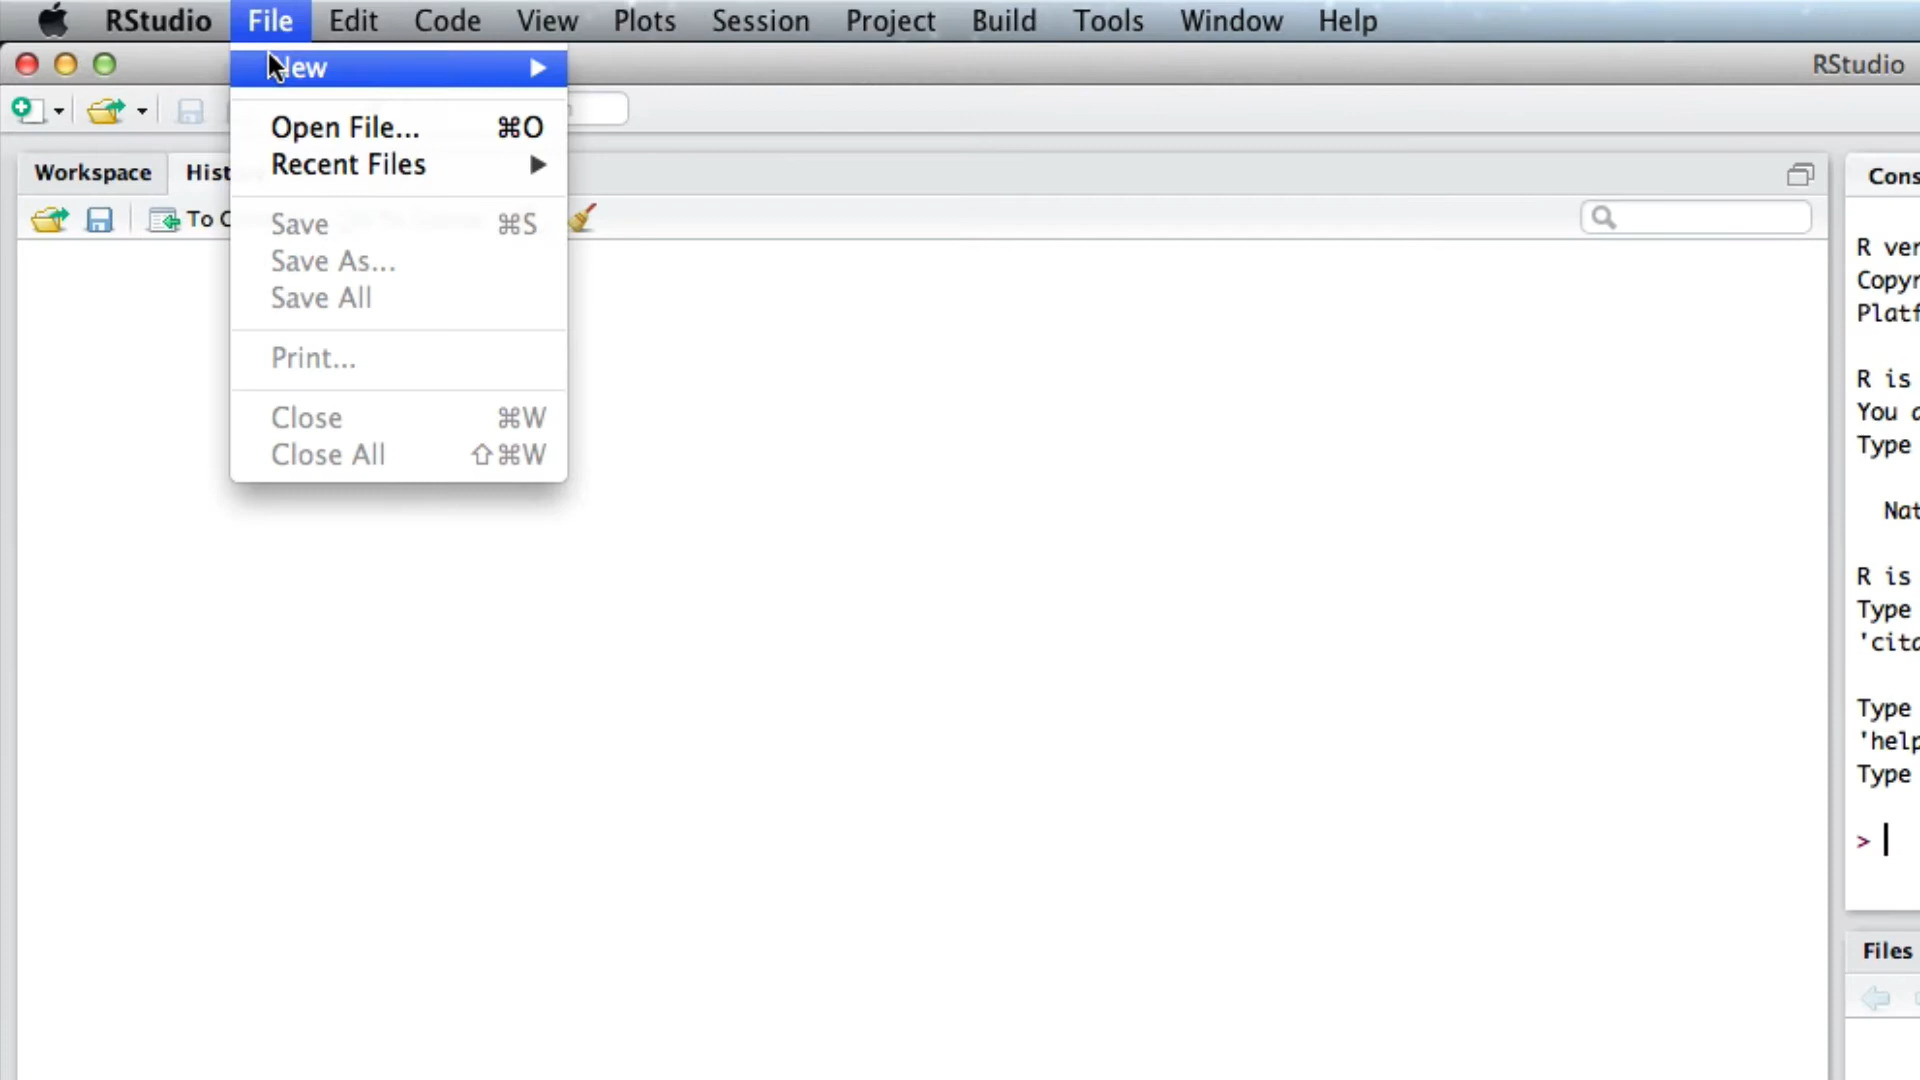 RStudio File Edit Code View Plots Session Project Build Tools Window Help
RStudio
New
Open File... ⌘O
Recent Files
Save ⌘S
Save As...
Save All
Print...
Close ⌘W
Close All ⇧⌘W
Workspace Hist
To C
Cons
R ver
Copyr
Platf
R is
You a
Type
Nat
R is
Type
'cita
Type
'help
Type
>
Files